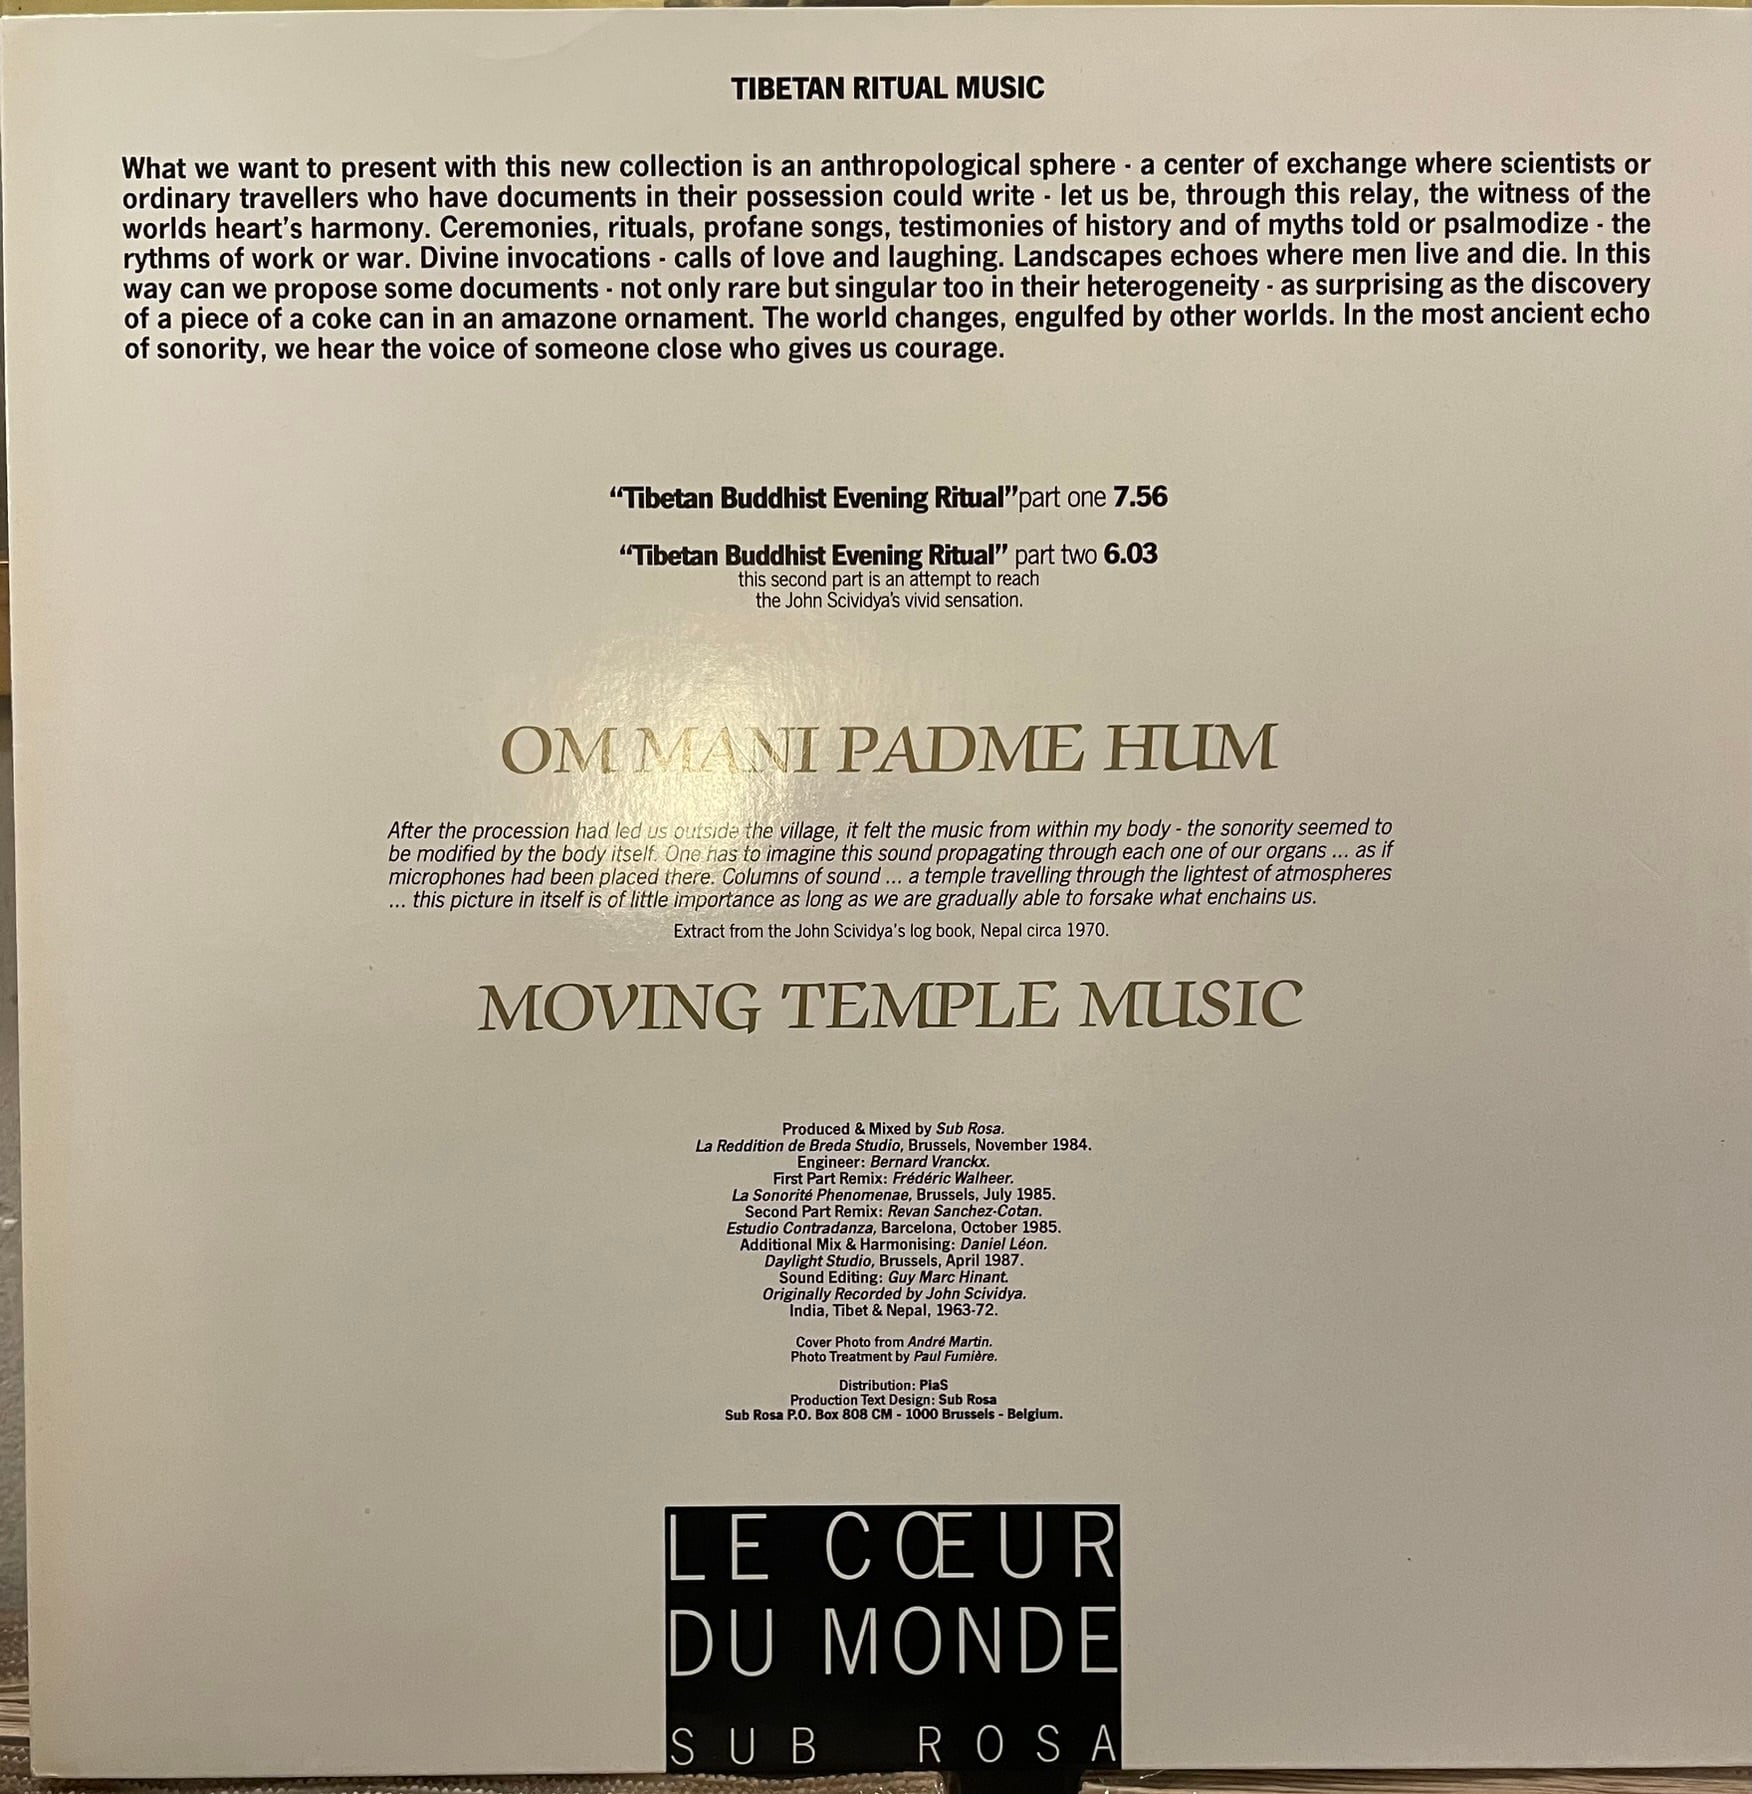 TIBETAN RITUAL MUSIC
What we want to present with this new collection is an anthropological sphere - a center of exchange where scientists or
ordinary travellers who have documents in their possession could write - let us be, through this relay, the witness of the
worlds heart's harmony. Ceremonies, rituals, profane songs, testimonies of history and of myths told or psalmodize - the
rythms of work or war. Divine invocations - calls of love and laughing. Landscapes echoes where men live and die. In this
way can we propose some documents - not only rare but singular too in their heterogeneity - as surprising as the discovery
of a piece of a coke can in an amazone ornament. The world changes, engulfed by other worlds. In the most ancient echo
of sonority, we hear the voice of someone close who gives us courage.
“Tibetan Buddhist Evening Ritual” part one 7.56
“Tibetan Buddhist Evening Ritual” part two 6.03
this second part is an attempt to reach
the John Scividya's vivid sensation.
OM MANI PADME HUM
After the procession had led us outside the village, it felt the music from within my body - the sonority seemed to
be modified by the body itself. One has to imagine this sound propagating through each one of our organs ... as if
microphones had been placed there. Columns of sound ... a temple travelling through the lightest of atmospheres
... this picture in itself is of little importance as long as we are gradually able to forsake what enchains us.
Extract from the John Scividya's log book, Nepal circa 1970.
MOVING TEMPLE MUSIC
Produced & Mixed by Sub Rosa.
La Reddition de Breda Studio, Brussels, November 1984.
Engineer: Bernard Vranckx.
First Part Remix: Frédéric Walheer.
La Sonorité Phenomenae, Brussels, July 1985.
Second Part Remix: Revan Sanchez-Cotan.
Estudio Contradanza, Barcelona, October 1985.
Additional Mix & Harmonising: Daniel Léon.
Daylight Studio, Brussels, April 1987.
Sound Editing: Guy Marc Hinant.
Originally Recorded by John Scividya.
India, Tibet & Nepal, 1963-72.
Cover Photo from André Martin.
Photo Treatment by Paul Fumière.
Distribution: PIaS
Production Text Design: Sub Rosa
Sub Rosa P.O. Box 808 CM - 1000 Brussels - Belgium.
LE CŒUR
DU MONDE
SUB ROSA